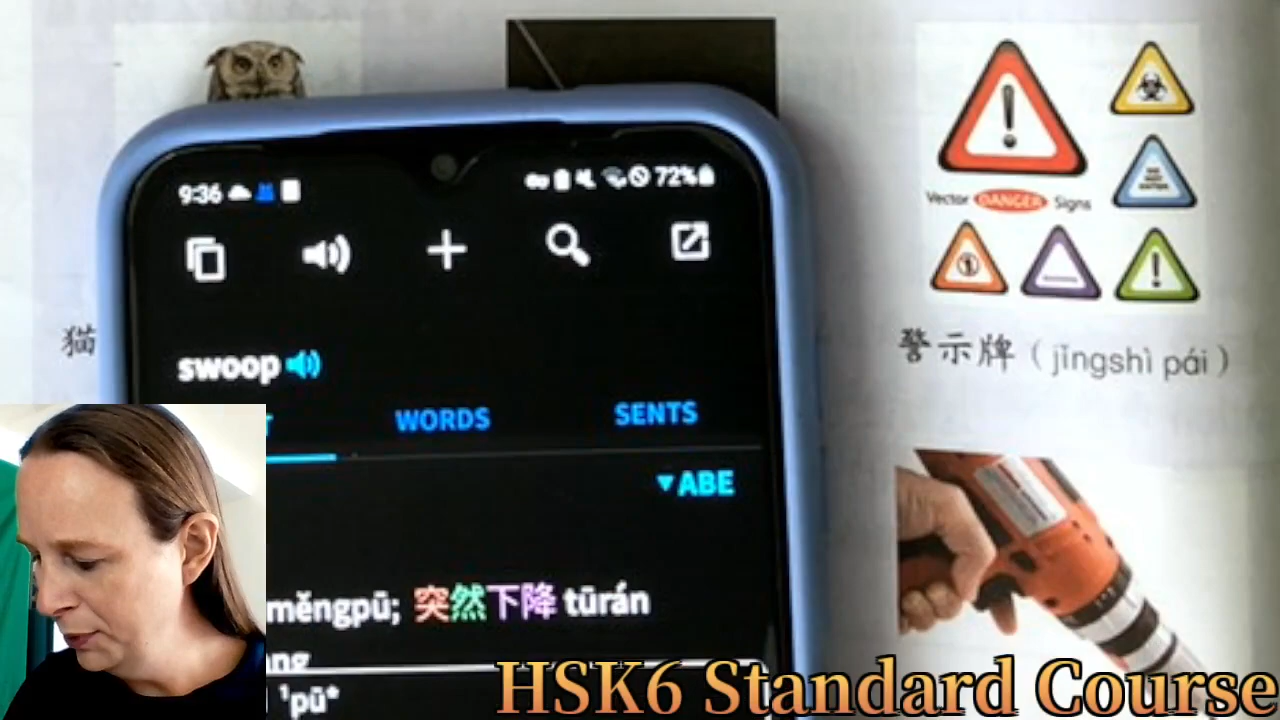 9:36
72%
Vector DANGER Signs
猫
警示牌 (jǐngshì pái)
swoop
WORDS SENTS
▼ABE
měngpū; 突然下降 tūrán
ang
¹pū*
HSK6 Standard Course